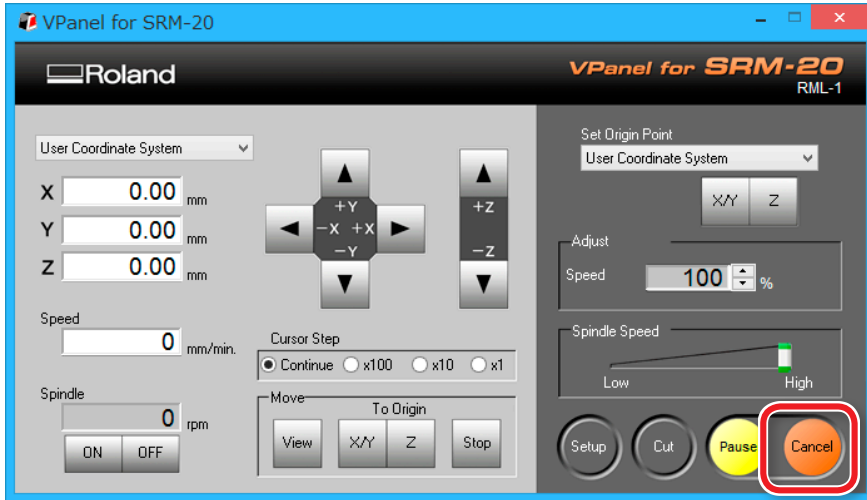 VPanel for SRM-20
Roland
VPanel for SRM-20
RML-1
User Coordinate System
X 0.00 mm
Y 0.00 mm
Z 0.00 mm
Speed
0 mm/min.
Spindle
0 rpm
ON OFF
+Y
-X +X
-Y
+Z
-Z
Cursor Step
Continue x100 x10 x1
Move
To Origin
View X/Y Z Stop
Set Origin Point
User Coordinate System
X/Y Z
Adjust
Speed 100 %
Spindle Speed
Low High
Setup Cut Pause Cancel